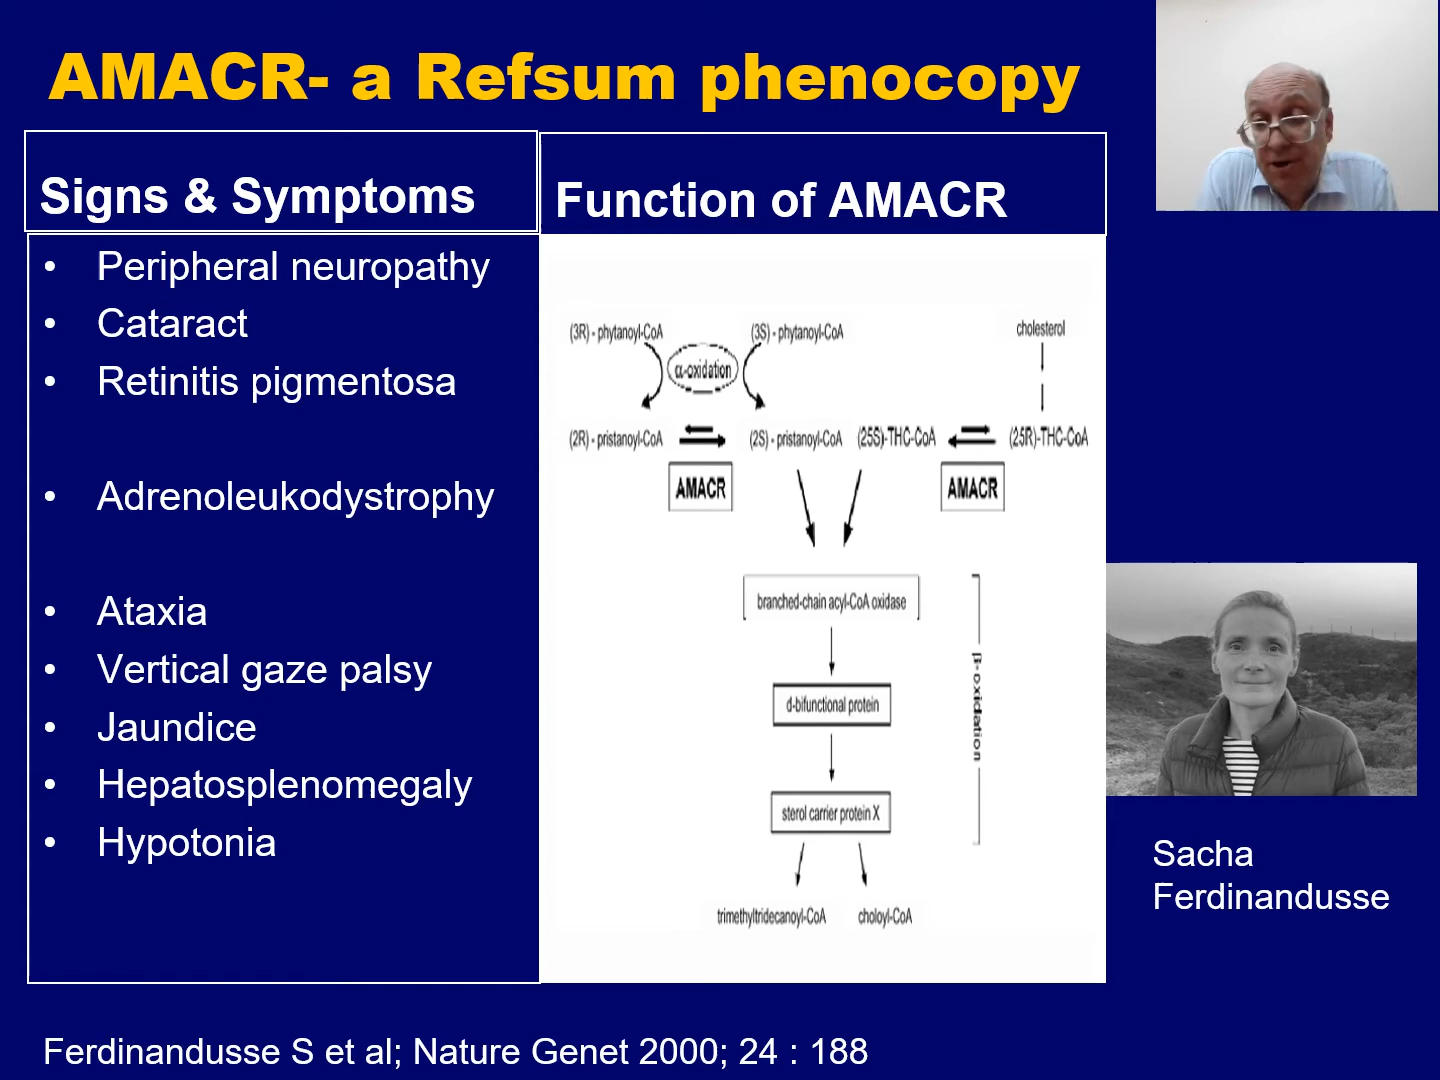 AMACR- a Refsum phenocopy
Signs & Symptoms
• Peripheral neuropathy
• Cataract
• Retinitis pigmentosa
• Adrenoleukodystrophy
• Ataxia
• Vertical gaze palsy
• Jaundice
• Hepatosplenomegaly
• Hypotonia
Function of AMACR
(3R) - phytanoyl-CoA
(3S) - phytanoyl-CoA
cholesterol
α-oxidation
(2R) - pristanoyl-CoA
(2S) - pristanoyl-CoA
(25S)-THC-CoA
(25R)-THC-CoA
AMACR
AMACR
branched-chain acyl-CoA oxidase
d-bifunctional protein
β-oxidation
sterol carrier protein X
trimethyltridecanoyl-CoA
choloyl-CoA
Sacha
Ferdinandusse
Ferdinandusse S et al; Nature Genet 2000; 24 : 188